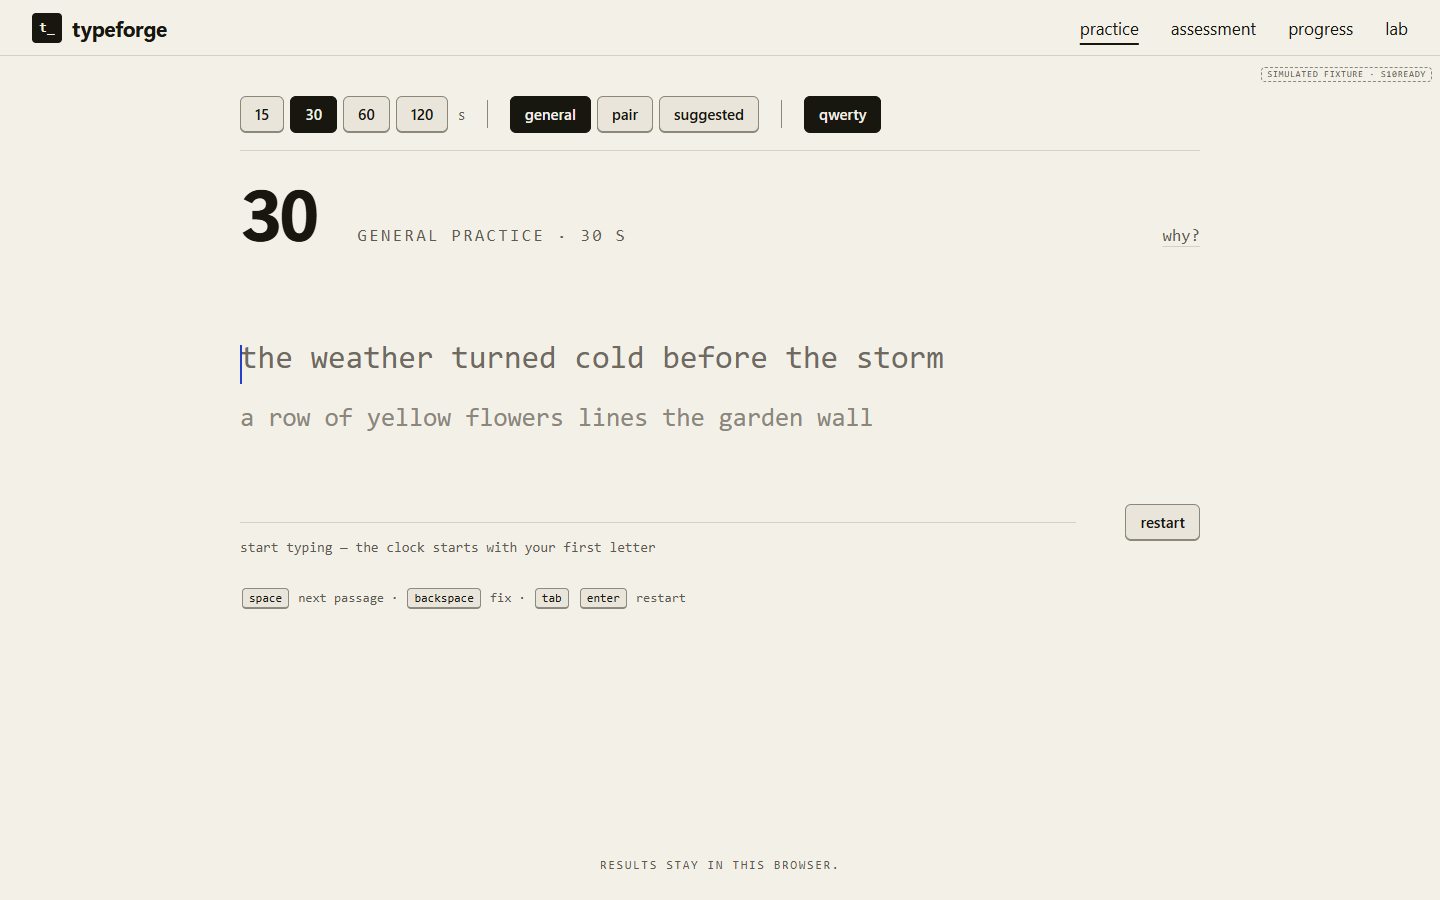 t_ typeforge practice assessment progress lab
SIMULATED FIXTURE · S10READY
15 30 60 120 s general pair suggested qwerty
30 GENERAL PRACTICE · 30 S why?
the weather turned cold before the storm
a row of yellow flowers lines the garden wall
restart
start typing — the clock starts with your first letter
space next passage · backspace fix · tab enter restart
RESULTS STAY IN THIS BROWSER.